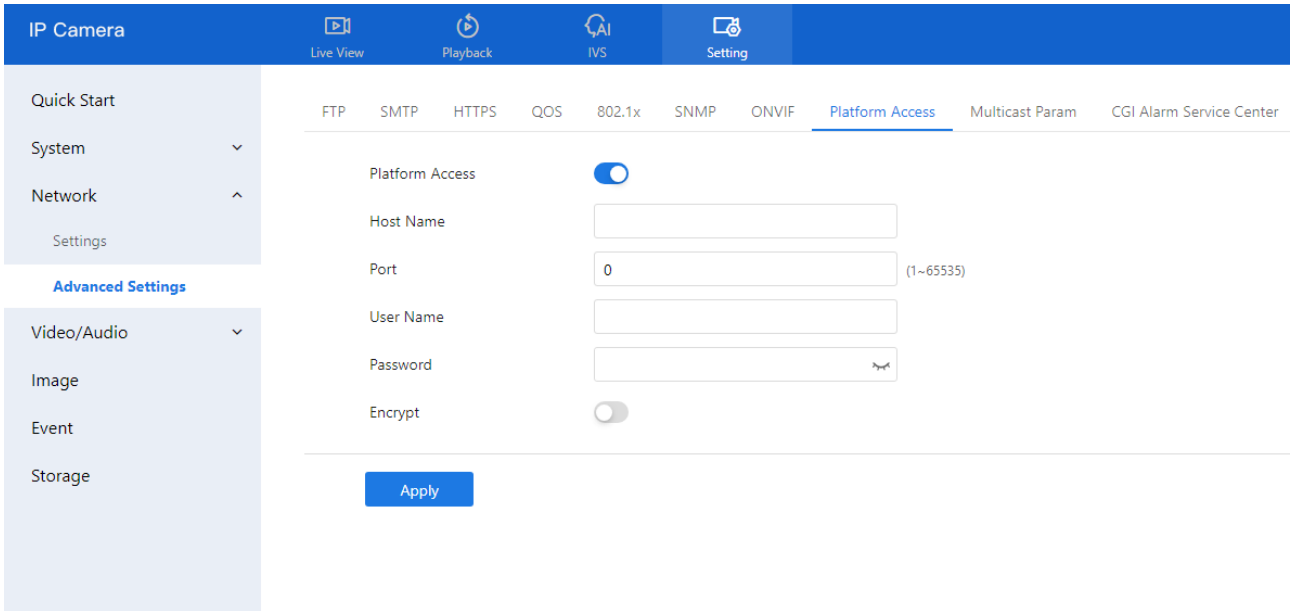 IP Camera
Live View
Playback
AI
IVS
Setting
Quick Start
System
Network
Settings
Advanced Settings
Video/Audio
Image
Event
Storage
FTP SMTP HTTPS QOS 802.1x SNMP ONVIF Platform Access Multicast Param CGI Alarm Service Center
Platform Access
Host Name
Port 0 (1~65535)
User Name
Password
Encrypt
Apply